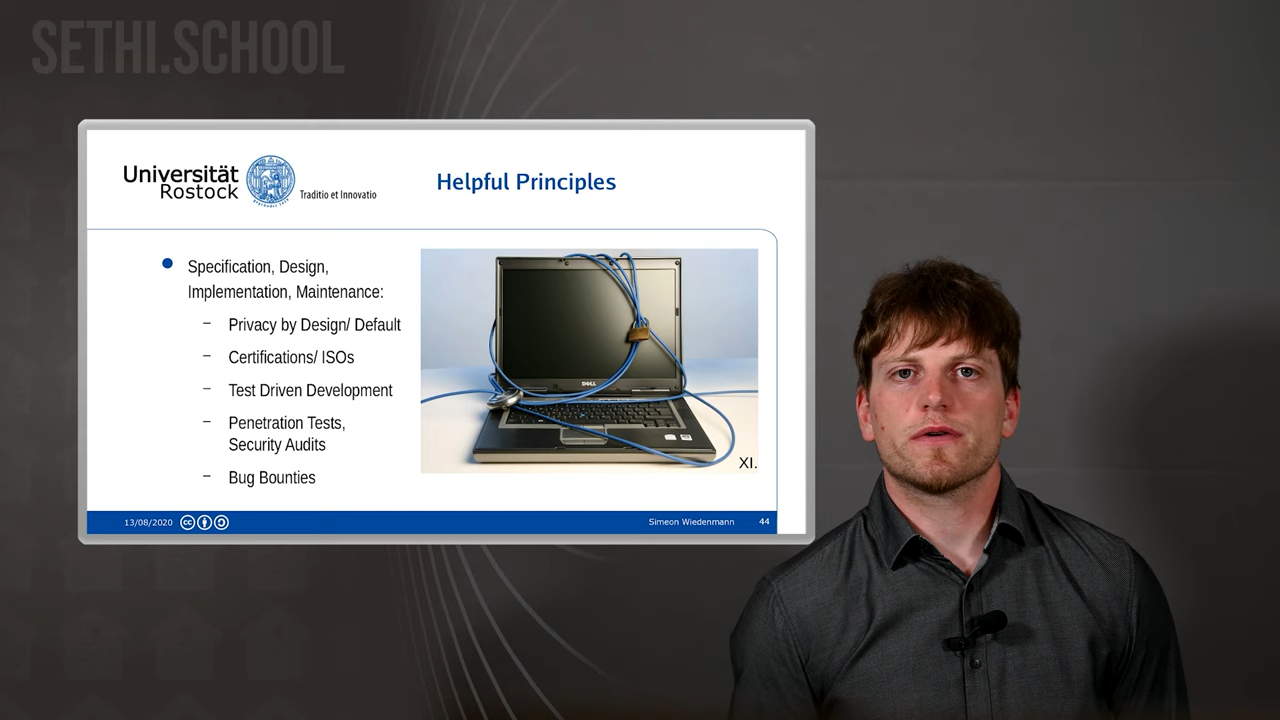 SETHI.SCHOOL
Universität
Rostock
Traditio et Innovatio
Helpful Principles
Specification, Design,
Implementation, Maintenance:
– Privacy by Design/ Default
– Certifications/ ISOs
– Test Driven Development
– Penetration Tests,
Security Audits
– Bug Bounties
DELL
XI.
13/08/2020
cc
Simeon Wiedenmann
44